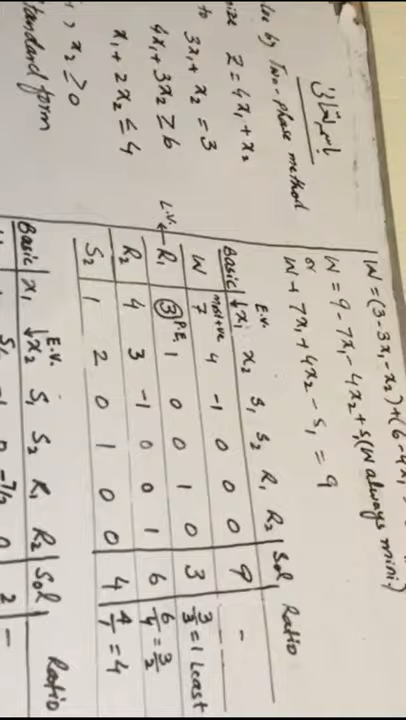 باسرتعالیٰ
by Two-phase method
Z = 4x₁ + x₂
to
3x₁ + x₂ = 3
4x₁ + 3x₂ ≥ 6
x₁ + 2x₂ ≤ 4
x₂ ≥ 0
standard form
W = (3-3x₁-x₂) + (6-4x₁
W = 9-7x₁-4x₂+S₁ (W always mini)
or
W + 7x₁ + 4x₂ - S₁ = 9
E.V.
Basic ↓x₁ x₂ S₁ S₂ R₁ R₂ Sol Ratio
most +ve
W 7 4 -1 0 0 0 9 -
P.E.
L.V. ← R₁ 3 1 0 0 1 0 3 3/3 = 1 Least
R₂ 4 3 -1 0 0 1 6 6/4 = 3/2
S₂ 1 2 0 1 0 0 4 4/1 = 4
E.V.
Basic x₁ ↓x₂ S₁ S₂ R₁ R₂ Sol Ratio
-7/3 0 2 -